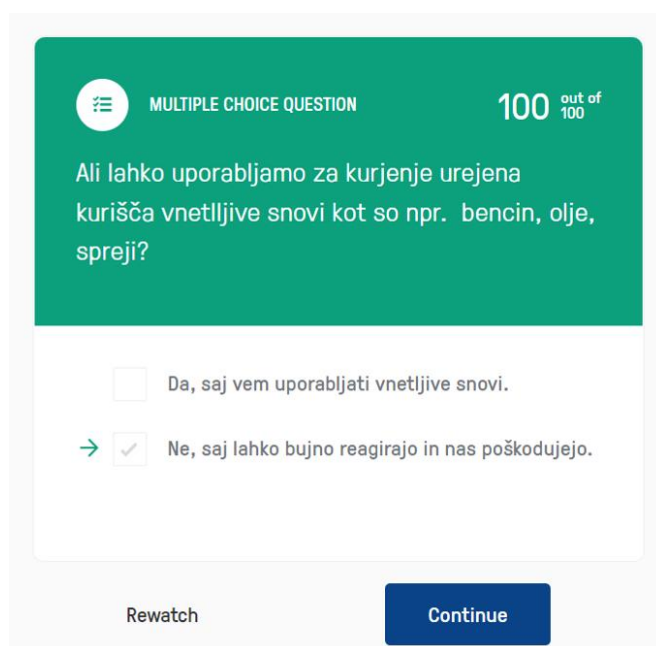 MULTIPLE CHOICE QUESTION
100 out of 100
Ali lahko uporabljamo za kurjenje urejena
kurišča vnetlljive snovi kot so npr. bencin, olje,
spreji?
Da, saj vem uporabljati vnetljive snovi.
Ne, saj lahko bujno reagirajo in nas poškodujejo.
Rewatch
Continue